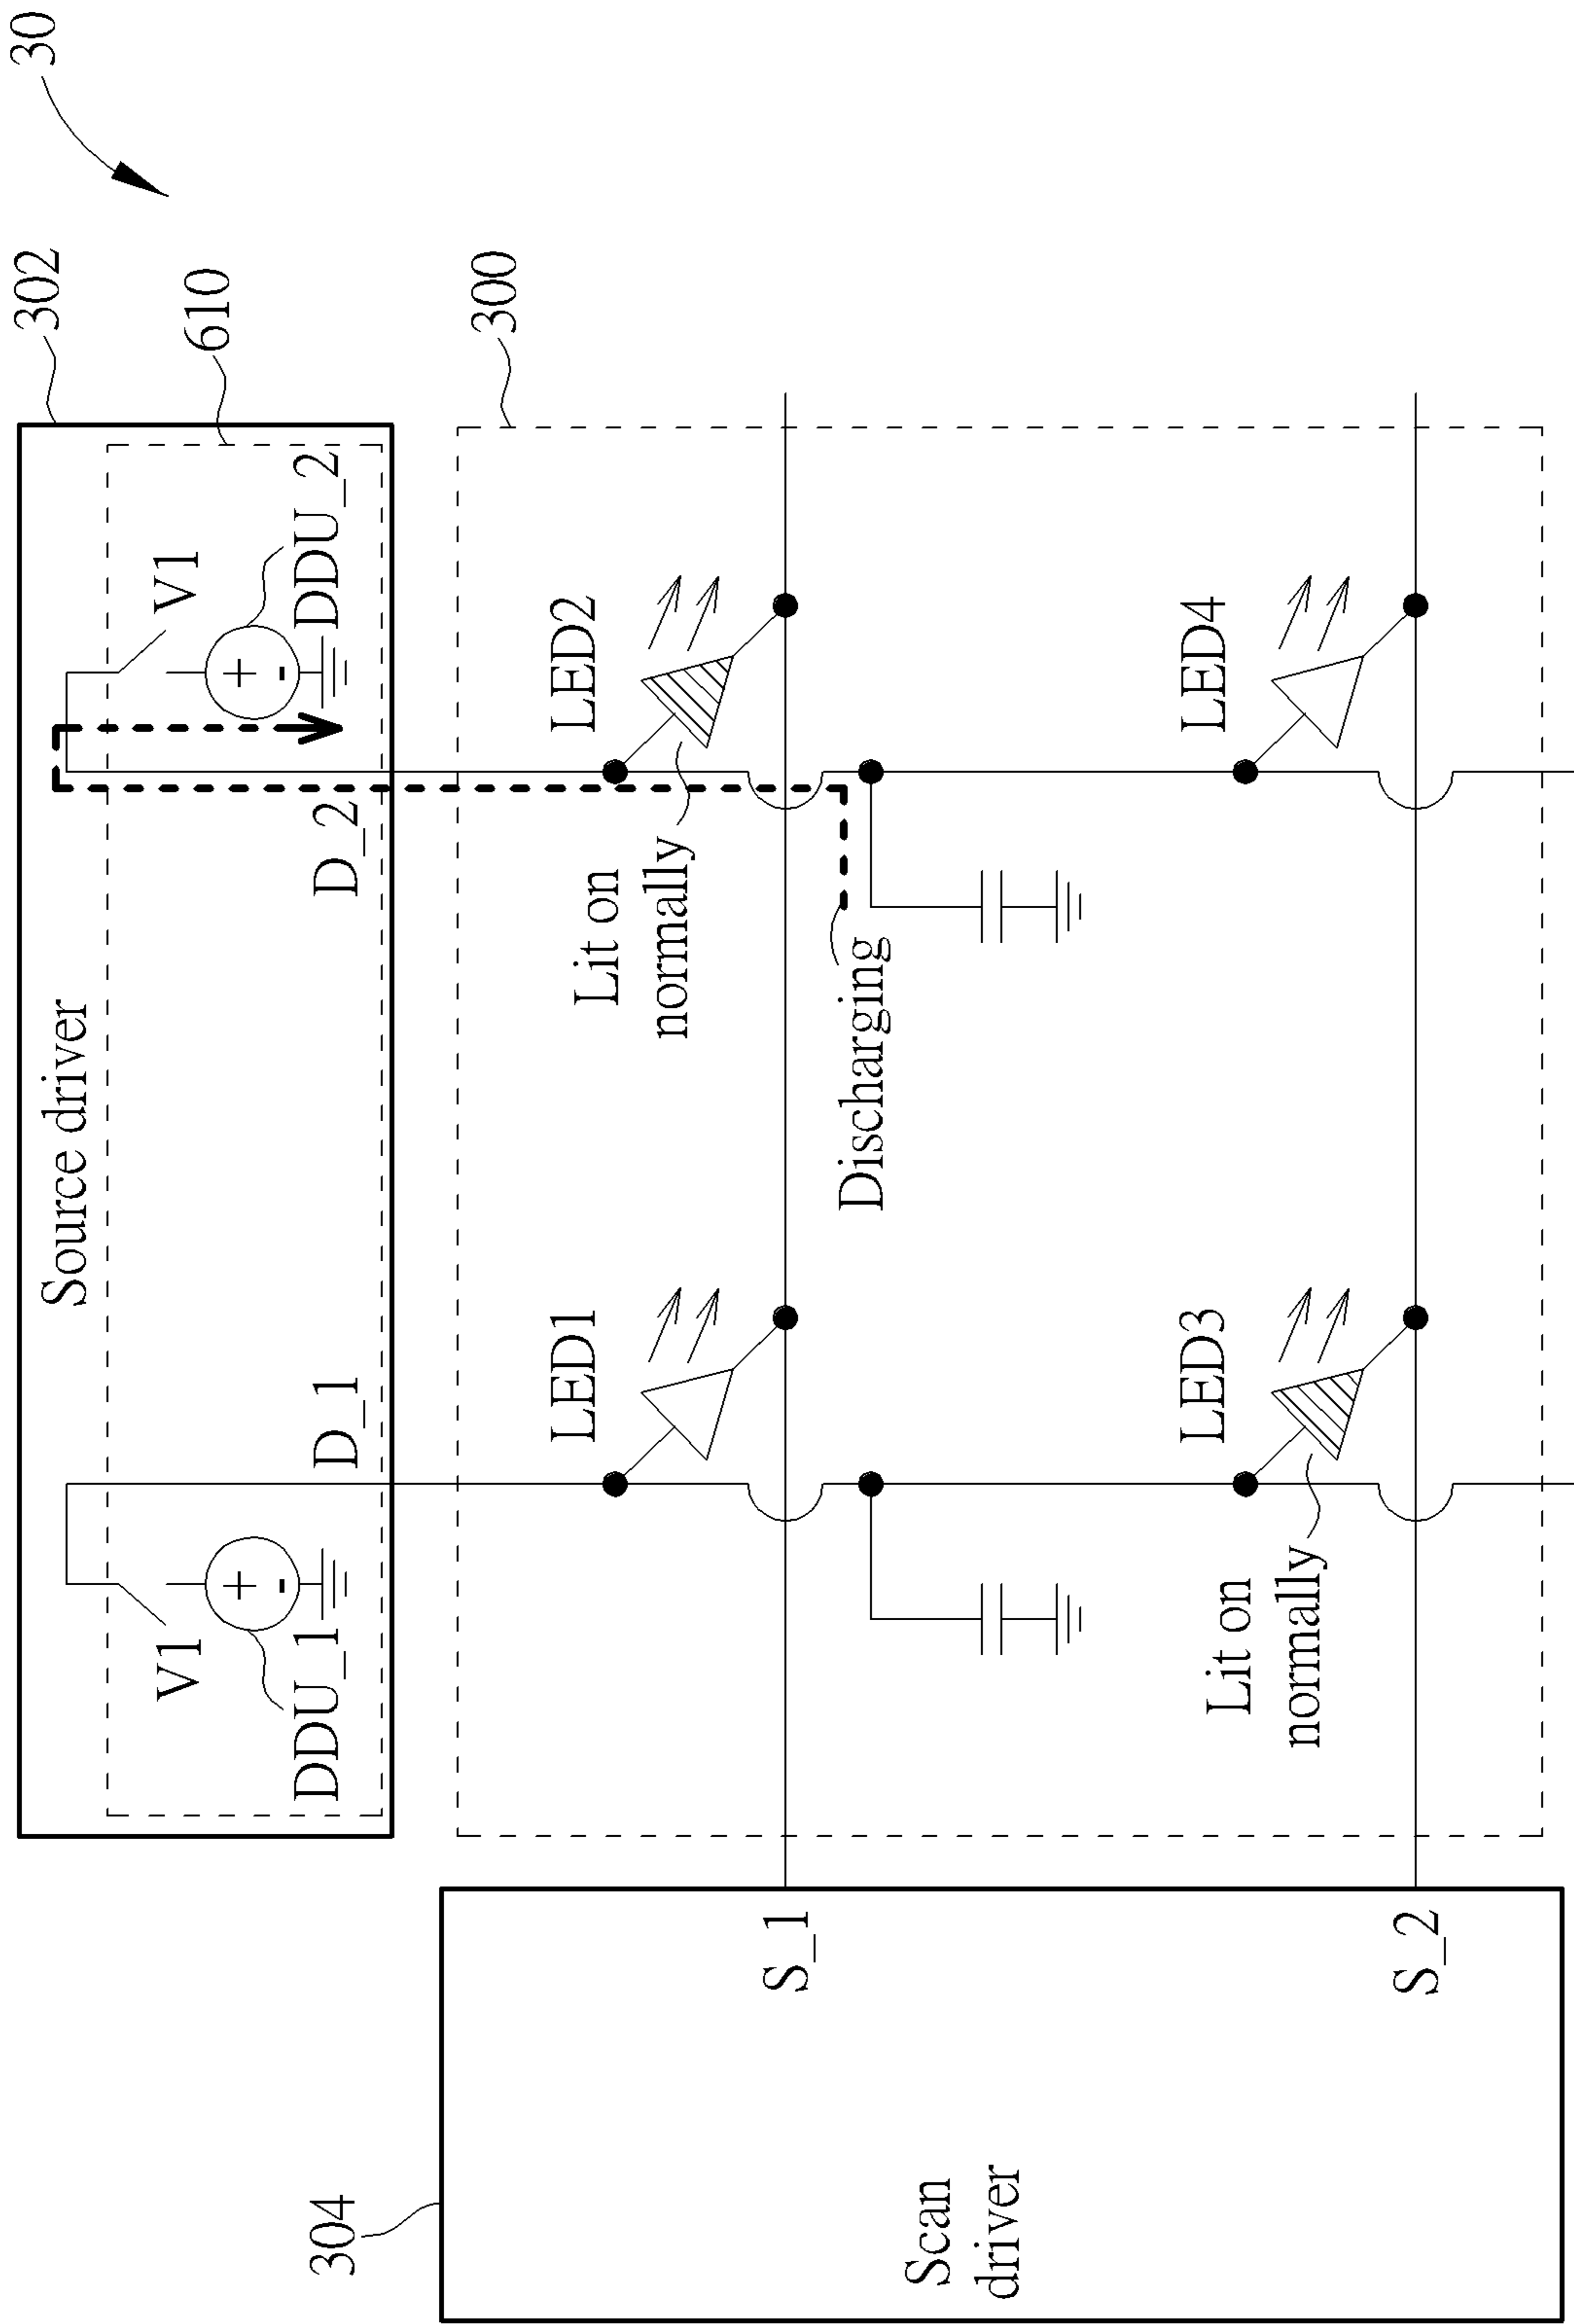 30
302
610
300
Source driver
V1
DDU_1
D_1
D_2
V1
DDU_2
LED1
LED2
Lit on
normally
Discharging
LED3
LED4
Lit on
normally
304
Scan
driver
S_1
S_2
+
-
+
-